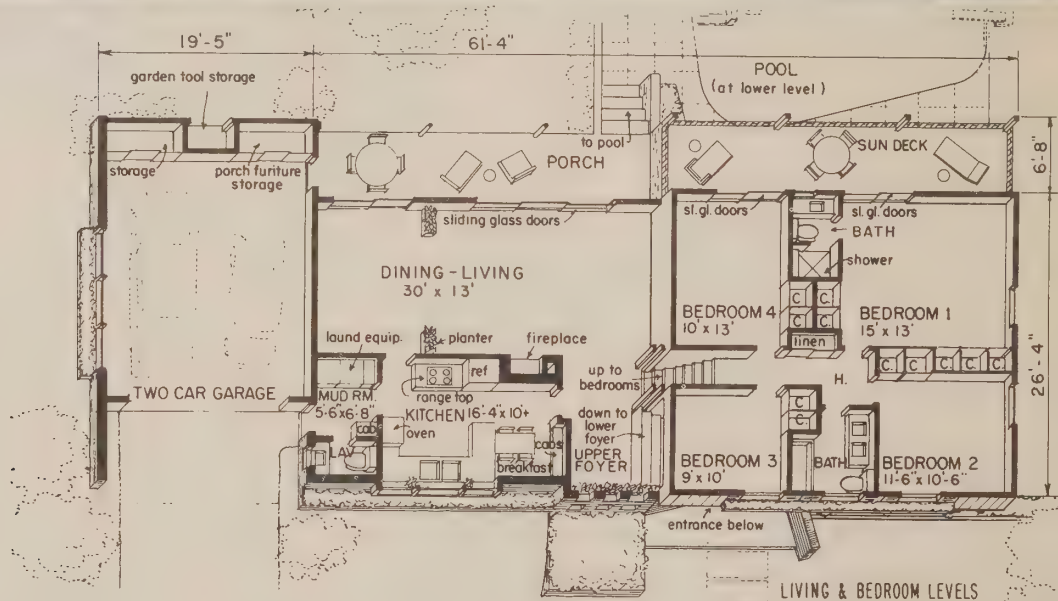 19'-5"
61'-4"
garden tool storage
POOL
(at lower level)
to pool
PORCH
SUN DECK
6'-8"
storage
porch furiture
storage
sliding glass doors
sl. gl. doors
sl. gl. doors
BATH
shower
DINING-LIVING
30' x 13'
BEDROOM 4
10' x 13'
C.
C.
C
C
BEDROOM 1
15' x 13'
linen
laund equip.
planter
fireplace
ref
up to
bedrooms
C.
C.
C.
C.
C.
H.
26'-4"
TWO CAR GARAGE
MUD RM.
5'-6"x6'-8"
range top
KITCHEN 16'-4"x10'+
oven
cab
down to
lower
foyer
C
C
LAV
cabs
breakfast
UPPER
FOYER
BEDROOM 3
9' x 10'
BATH
BEDROOM 2
11'-6" x 10'-6"
entrance below
LIVING & BEDROOM LEVELS